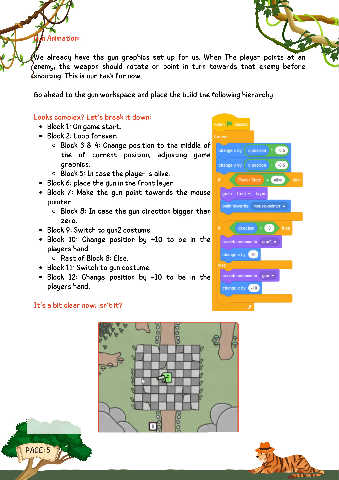 Gun Animation:
We already have the gun graphics set up for us. When The player points at an
enemy, the weapon should rotate or point in turn towards that enemy before
shooting. This is our task for now.
Go ahead to the gun workspace and place the build the following hierarchy.
Looks complex? Let's break it down!
• Block 1: On game start.
• Block 2: Loop forever.
○ Block 3 & 4: Change position to the middle of
the of current position, adjusting game
graphics.
○ Block 5: In case the player is alive.
• Block 6: place the gun in the front layer
• Block 7: Make the gun point towards the mouse
pointer
○ Block 8: In case the gun direction bigger than
zero.
• Block 9: Switch to gun2 costume
• Block 10: Change position by -10 to be in the
players hand
○ Rest of Block 8: Else.
• Block 11: Switch to gun costume.
• Block 12: Change position by -10 to be in the
players hand.
It's a bit clear now, isn't it?
PAGE: 5